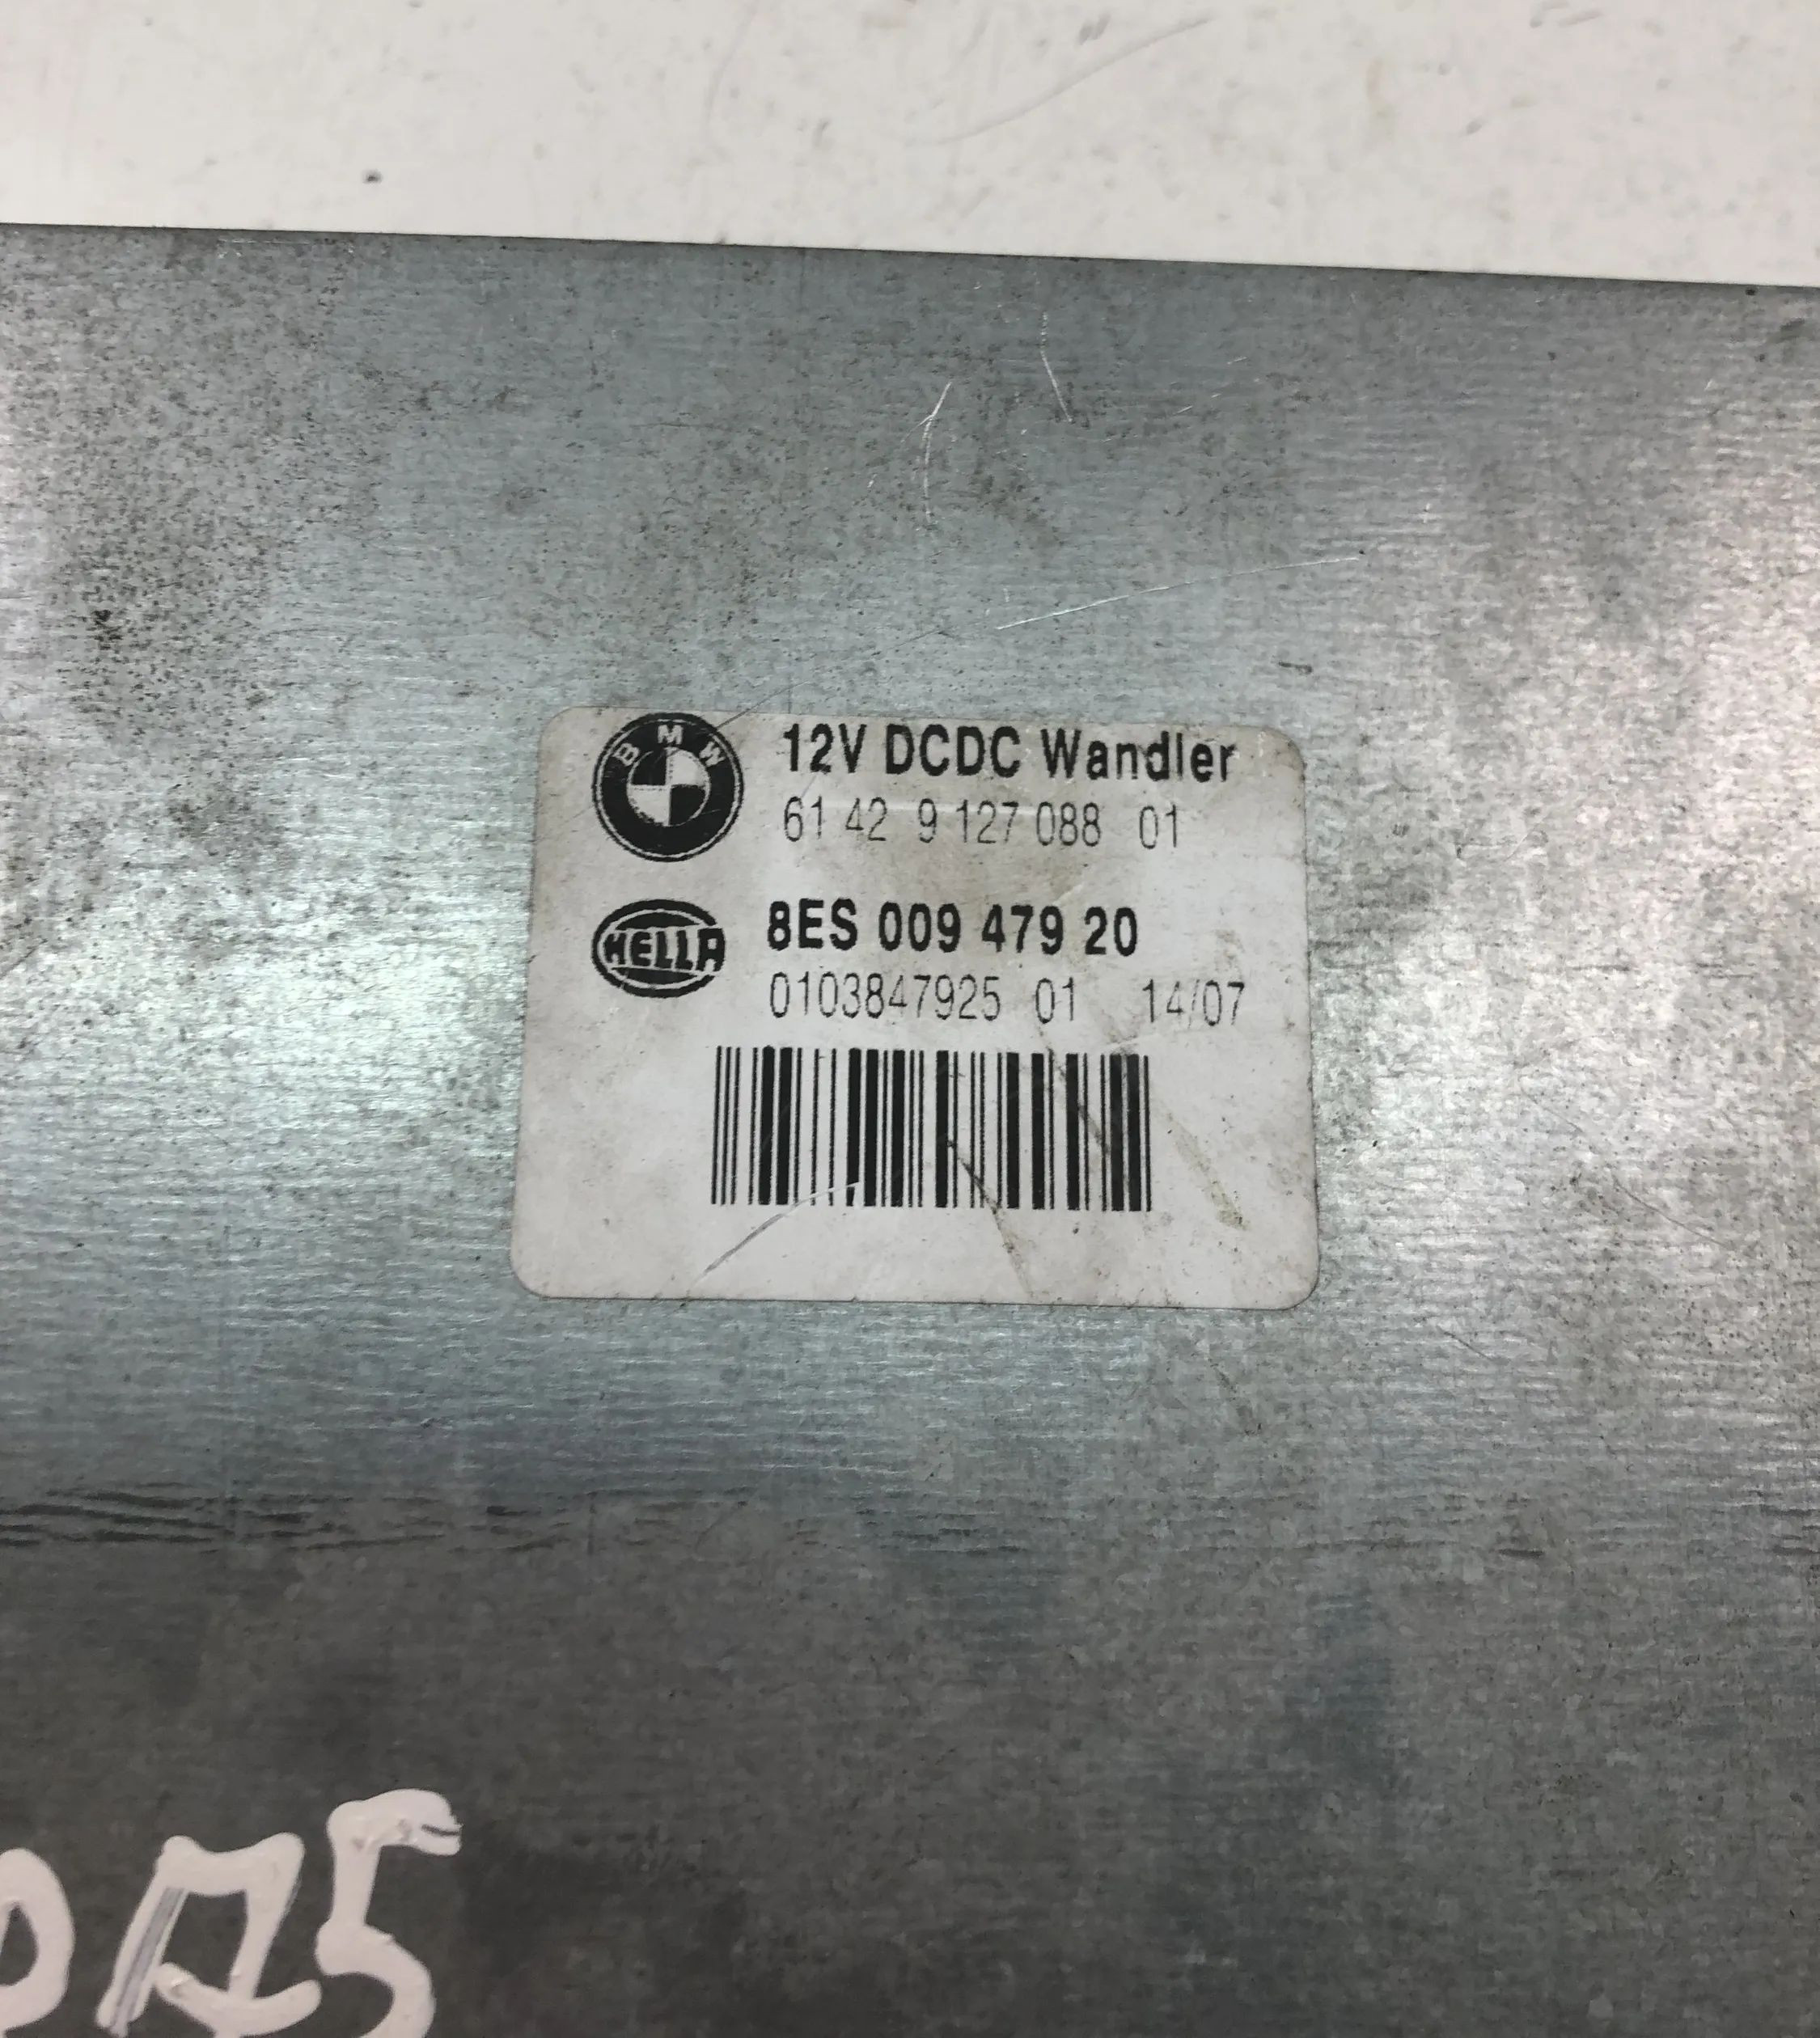 BMW
12V DCDC Wandler
61 42 9 127 088 01
HELLA
8ES 009 479 20
0103847925 01 14/07